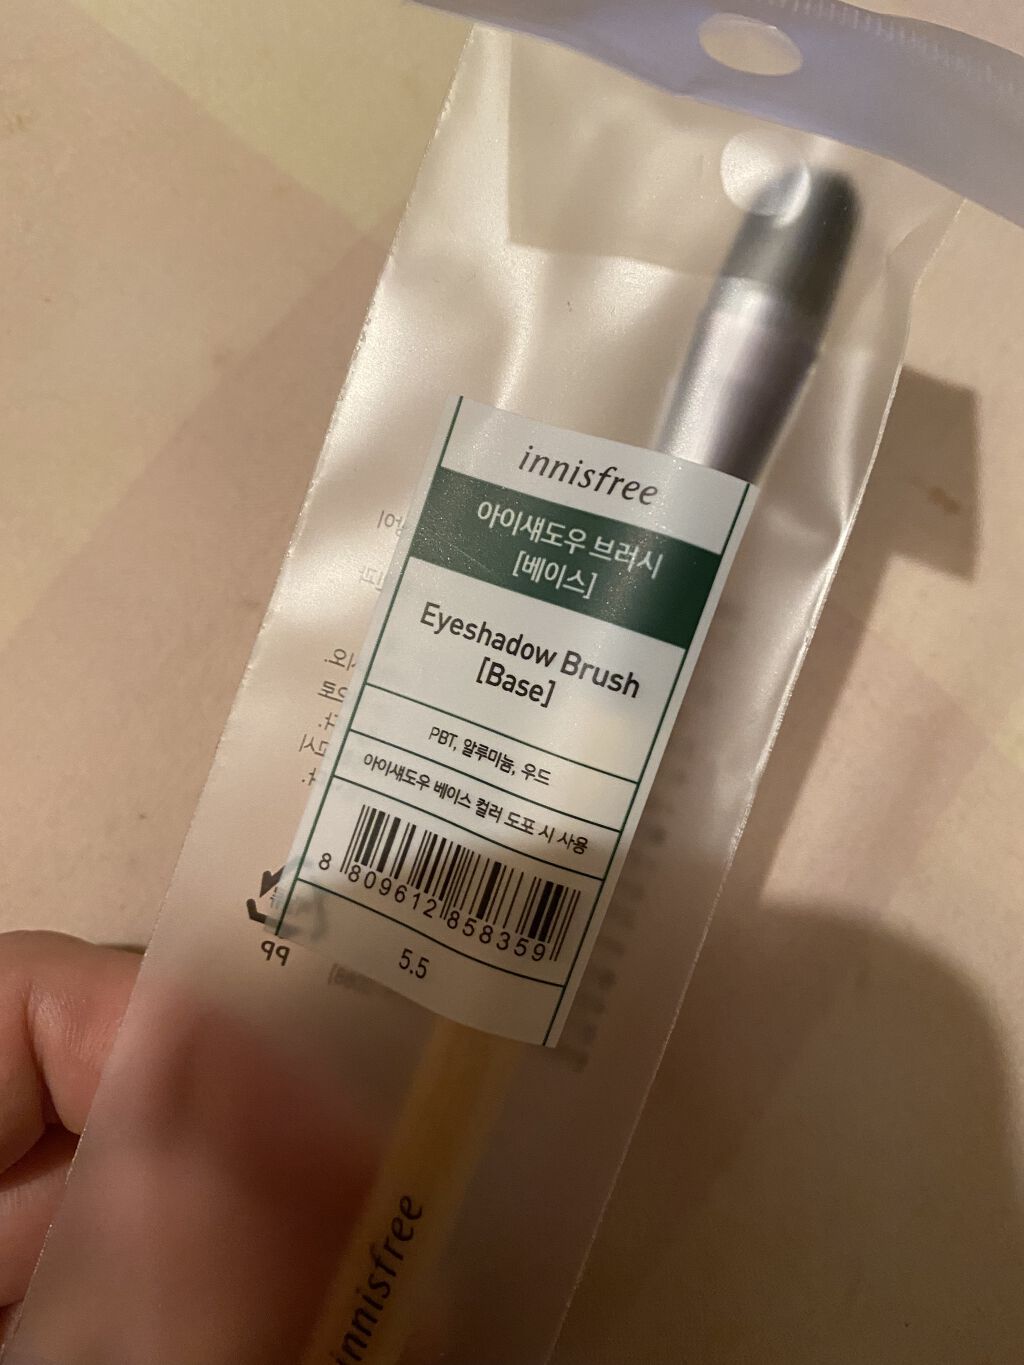 innisfree
아이섀도우 브러시
[베이스]
Eyeshadow Brush
[Base]
PBT, 알루미늄, 우드
아이섀도우 베이스 컬러 도포 시 사용
8 809612 858359
5.5
PP
innisfree